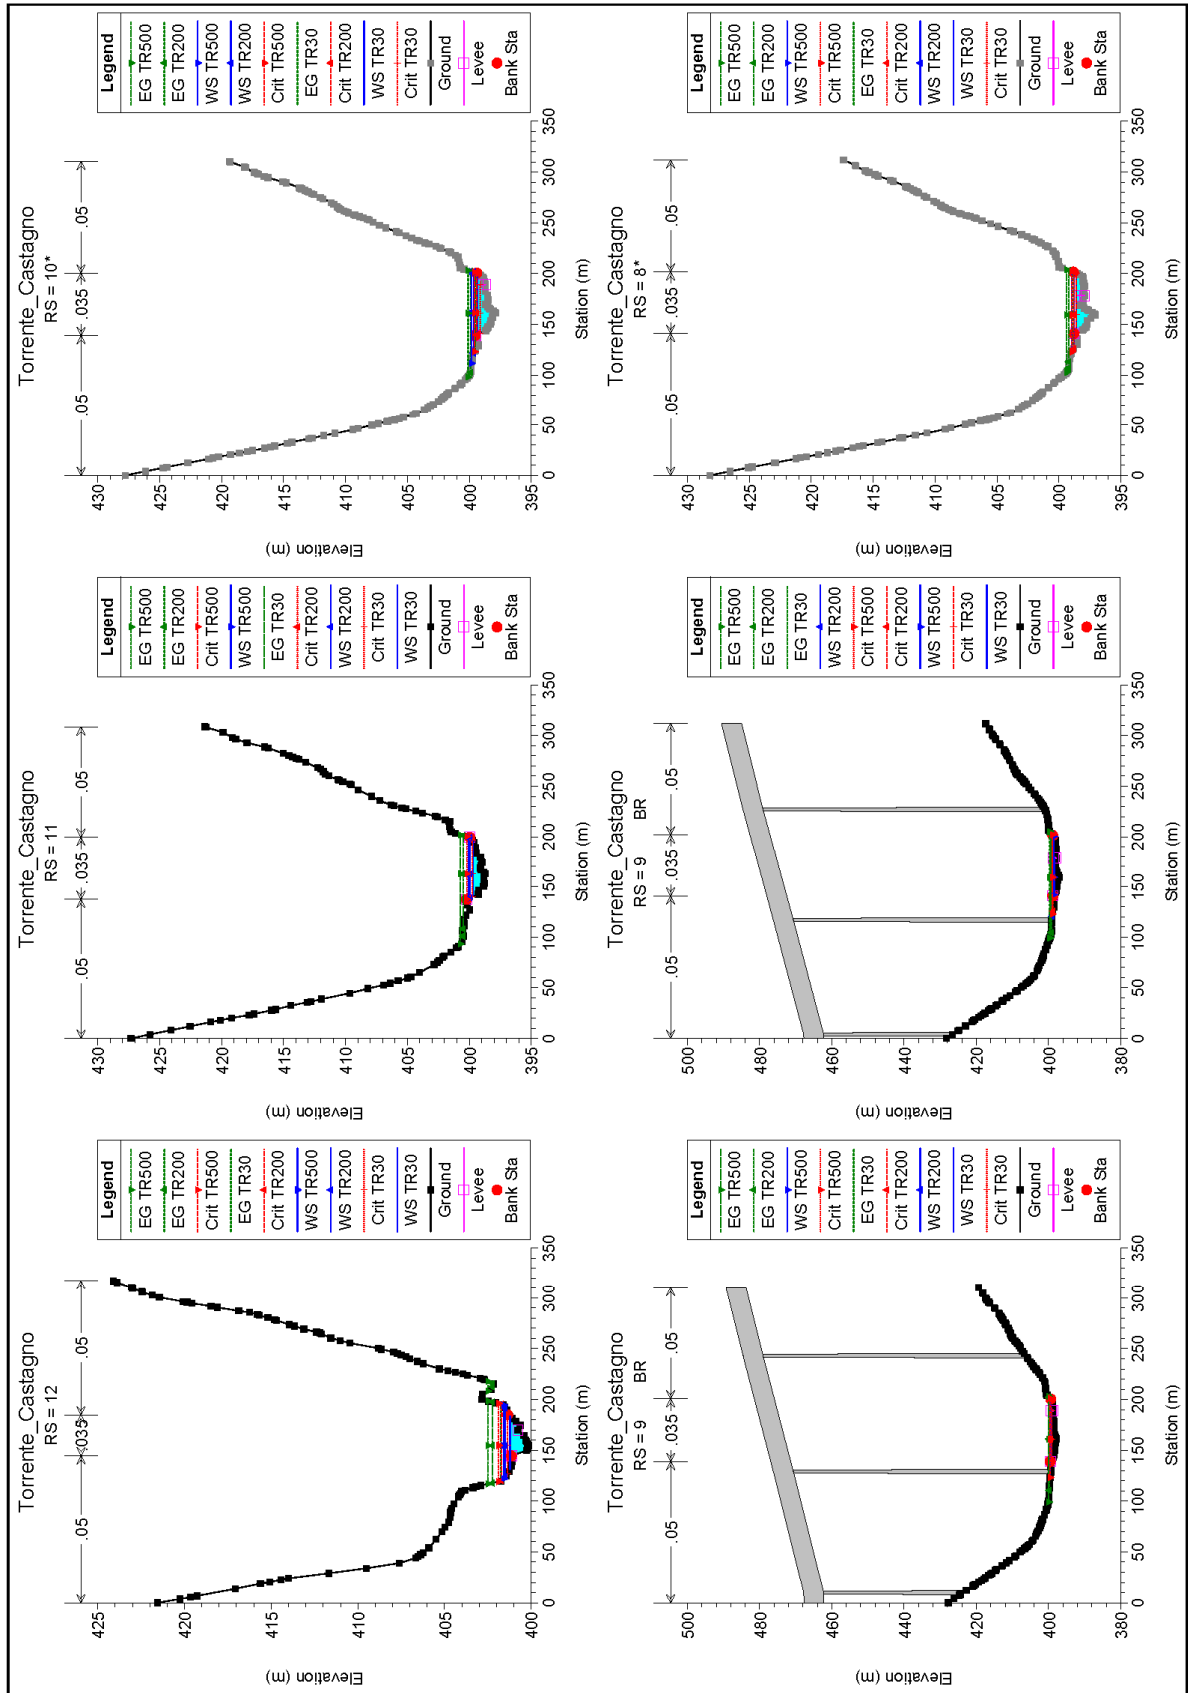 Torrente_Castagno
RS = 12
.05
.035
.05
425
420
415
410
405
400
Elevation (m)
0 50 100 150 200 250 300 350
Station (m)
Legend
EG TR500
EG TR200
Crit TR500
EG TR30
Crit TR200
WS TR500
WS TR200
Crit TR30
WS TR30
Ground
Levee
Bank Sta
Torrente_Castagno
RS = 11
.05
.035
.05
430
425
420
415
410
405
400
395
Elevation (m)
0 50 100 150 200 250 300 350
Station (m)
Legend
EG TR500
EG TR200
Crit TR500
WS TR500
EG TR30
Crit TR200
WS TR200
Crit TR30
WS TR30
Ground
Levee
Bank Sta
Torrente_Castagno
RS = 10*
.05
.035
.05
430
425
420
415
410
405
400
395
Elevation (m)
0 50 100 150 200 250 300 350
Station (m)
Legend
EG TR500
EG TR200
WS TR500
WS TR200
Crit TR500
EG TR30
Crit TR200
WS TR30
Crit TR30
Ground
Levee
Bank Sta
Torrente_Castagno
RS = 9 BR
.05
.035
.05
500
480
460
440
420
400
380
Elevation (m)
0 50 100 150 200 250 300 350
Station (m)
Legend
EG TR500
EG TR200
WS TR500
Crit TR500
EG TR30
Crit TR200
WS TR200
WS TR30
Crit TR30
Ground
Levee
Bank Sta
Torrente_Castagno
RS = 9 BR
.05
.035
.05
500
480
460
440
420
400
380
Elevation (m)
0 50 100 150 200 250 300 350
Station (m)
Legend
EG TR500
EG TR200
EG TR30
WS TR200
Crit TR500
Crit TR200
WS TR500
Crit TR30
WS TR30
Ground
Levee
Bank Sta
Torrente_Castagno
RS = 8*
.05
.035
.05
430
425
420
415
410
405
400
395
Elevation (m)
0 50 100 150 200 250 300 350
Station (m)
Legend
EG TR500
EG TR200
WS TR500
Crit TR500
EG TR30
Crit TR200
WS TR200
WS TR30
Crit TR30
Ground
Levee
Bank Sta